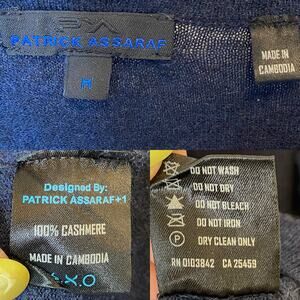 PATRICK ASSARAF
M
MADE IN
CAMBODIA
Designed By:
PATRICK ASSARAF+1
100% CASHMERE
MADE IN CAMBODIA
X.O
DO NOT WASH
DO NOT DRY
DO NOT BLEACH
DO NOT IRON
P DRY CLEAN ONLY
RN 0103842 CA 25459